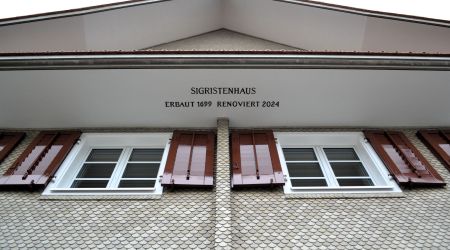 SIGRISTENHAUS
ERBAUT 1699 RENOVIERT 2024